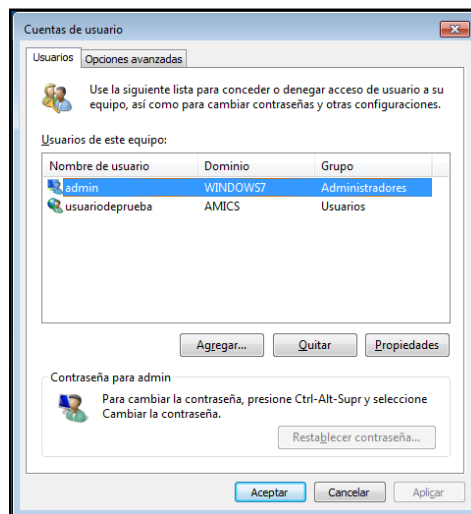 Cuentas de usuario
Usuarios Opciones avanzadas
Use la siguiente lista para conceder o denegar acceso de usuario a su
equipo, así como para cambiar contraseñas y otras configuraciones.
Usuarios de este equipo:
Nombre de usuario Dominio Grupo
admin WINDOWS7 Administradores
usuariodeprueba AMICS Usuarios
Agregar... Quitar Propiedades
Contraseña para admin
Para cambiar la contraseña, presione Ctrl-Alt-Supr y seleccione
Cambiar la contraseña.
Restablecer contraseña...
Aceptar Cancelar Aplicar